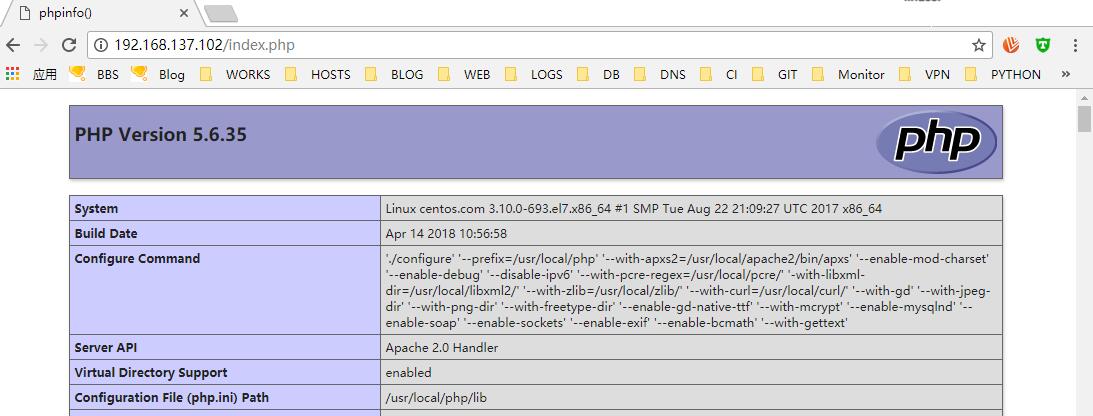 phpinfo()
192.168.137.102/index.php
应用 BBS Blog WORKS HOSTS BLOG WEB LOGS DB DNS CI GIT Monitor VPN PYTHON »
PHP Version 5.6.35
php
System Linux centos.com 3.10.0-693.el7.x86_64 #1 SMP Tue Aug 22 21:09:27 UTC 2017 x86_64
Build Date Apr 14 2018 10:56:58
Configure Command './configure' '--prefix=/usr/local/php' '--with-apxs2=/usr/local/apache2/bin/apxs' '--enable-mod-charset'
'--enable-debug' '--disable-ipv6' '--with-pcre-regex=/usr/local/pcre/' '-with-libxml-
dir=/usr/local/libxml2/' '--with-zlib=/usr/local/zlib/' '--with-curl=/usr/local/curl/' '--with-gd' '--with-jpeg-
dir' '--with-png-dir' '--with-freetype-dir' '--enable-gd-native-ttf' '--with-mcrypt' '--enable-mysqlnd' '--
enable-soap' '--enable-sockets' '--enable-exif' '--enable-bcmath' '--with-gettext'
Server API Apache 2.0 Handler
Virtual Directory Support enabled
Configuration File (php.ini) Path /usr/local/php/lib